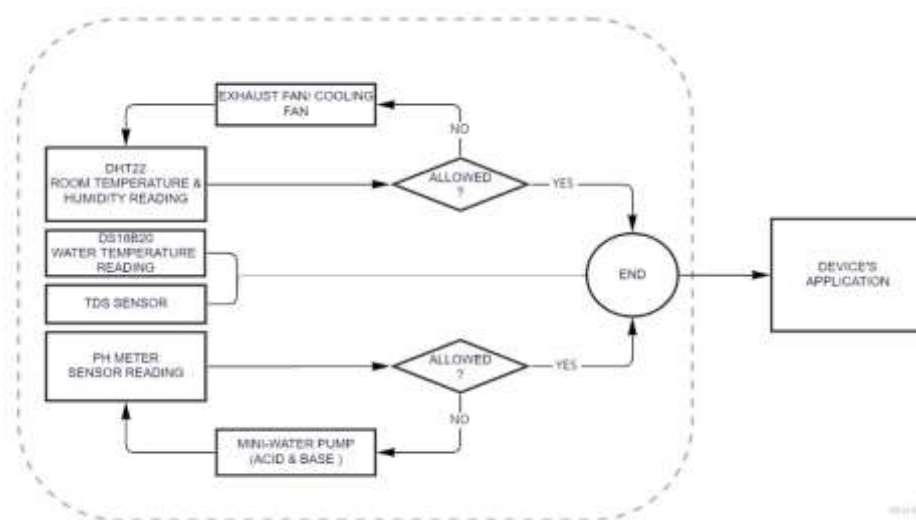 EXHAUST FAN/ COOLING
FAN
NO
DHT22
ROOM TEMPERATURE &
HUMIDITY READING
ALLOWED
?
YES
DS18B20
WATER TEMPERATURE
READING
TDS SENSOR
END
DEVICE'S
APPLICATION
PH METER
SENSOR READING
ALLOWED
?
YES
NO
MINI-WATER PUMP
(ACID & BASE )